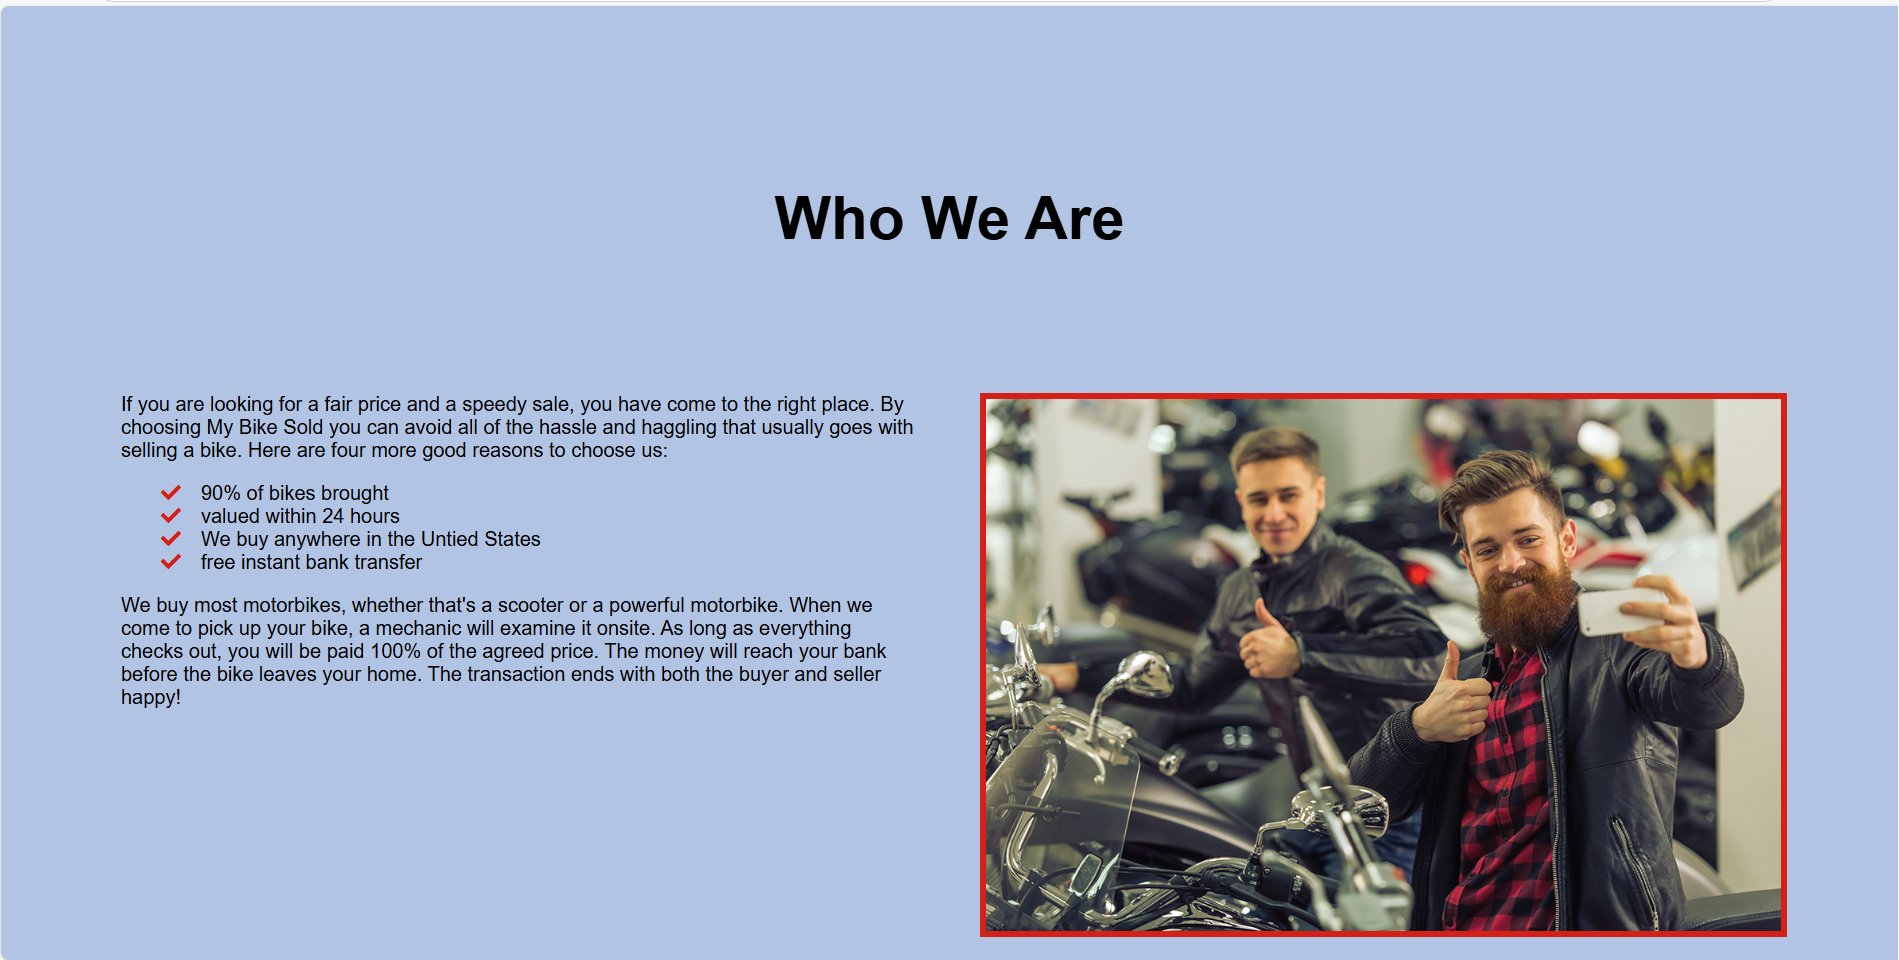 Who We Are
If you are looking for a fair price and a speedy sale, you have come to the right place. By
choosing My Bike Sold you can avoid all of the hassle and haggling that usually goes with
selling a bike. Here are four more good reasons to choose us:
90% of bikes brought
valued within 24 hours
We buy anywhere in the Untied States
free instant bank transfer
We buy most motorbikes, whether that's a scooter or a powerful motorbike. When we
come to pick up your bike, a mechanic will examine it onsite. As long as everything
checks out, you will be paid 100% of the agreed price. The money will reach your bank
before the bike leaves your home. The transaction ends with both the buyer and seller
happy!